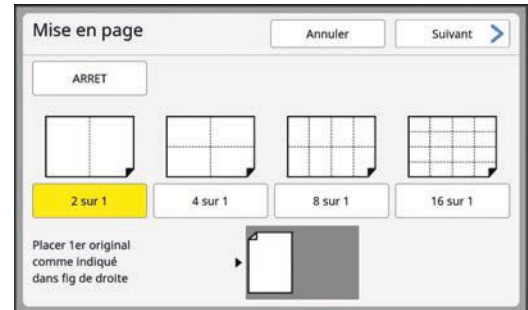 Mise en page
Annuler
Suivant
ARRET
2 sur 1
4 sur 1
8 sur 1
16 sur 1
Placer 1er original
comme indiqué
dans fig de droite